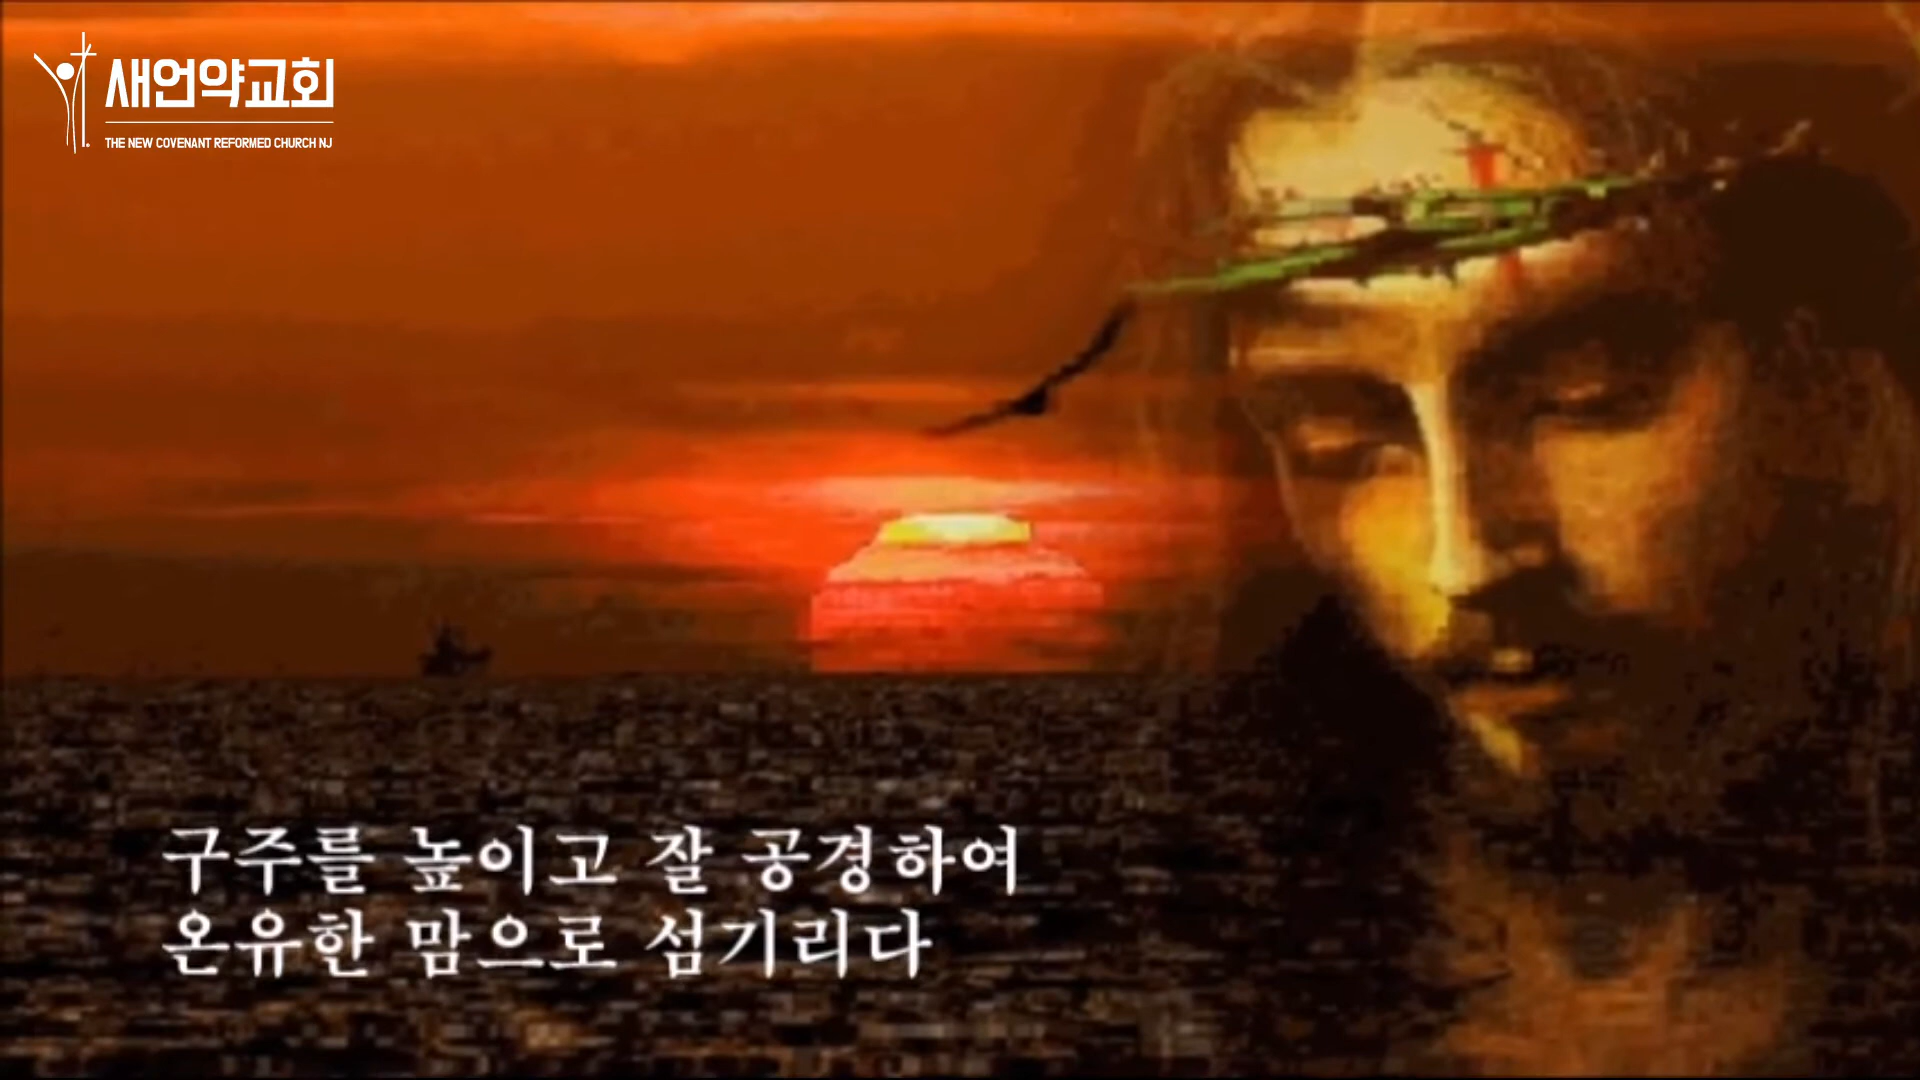 새언약교회
THE NEW COVENANT REFORMED CHURCH NJ
구주를 높이고 잘 공경하여
온유한 맘으로 섬기리다